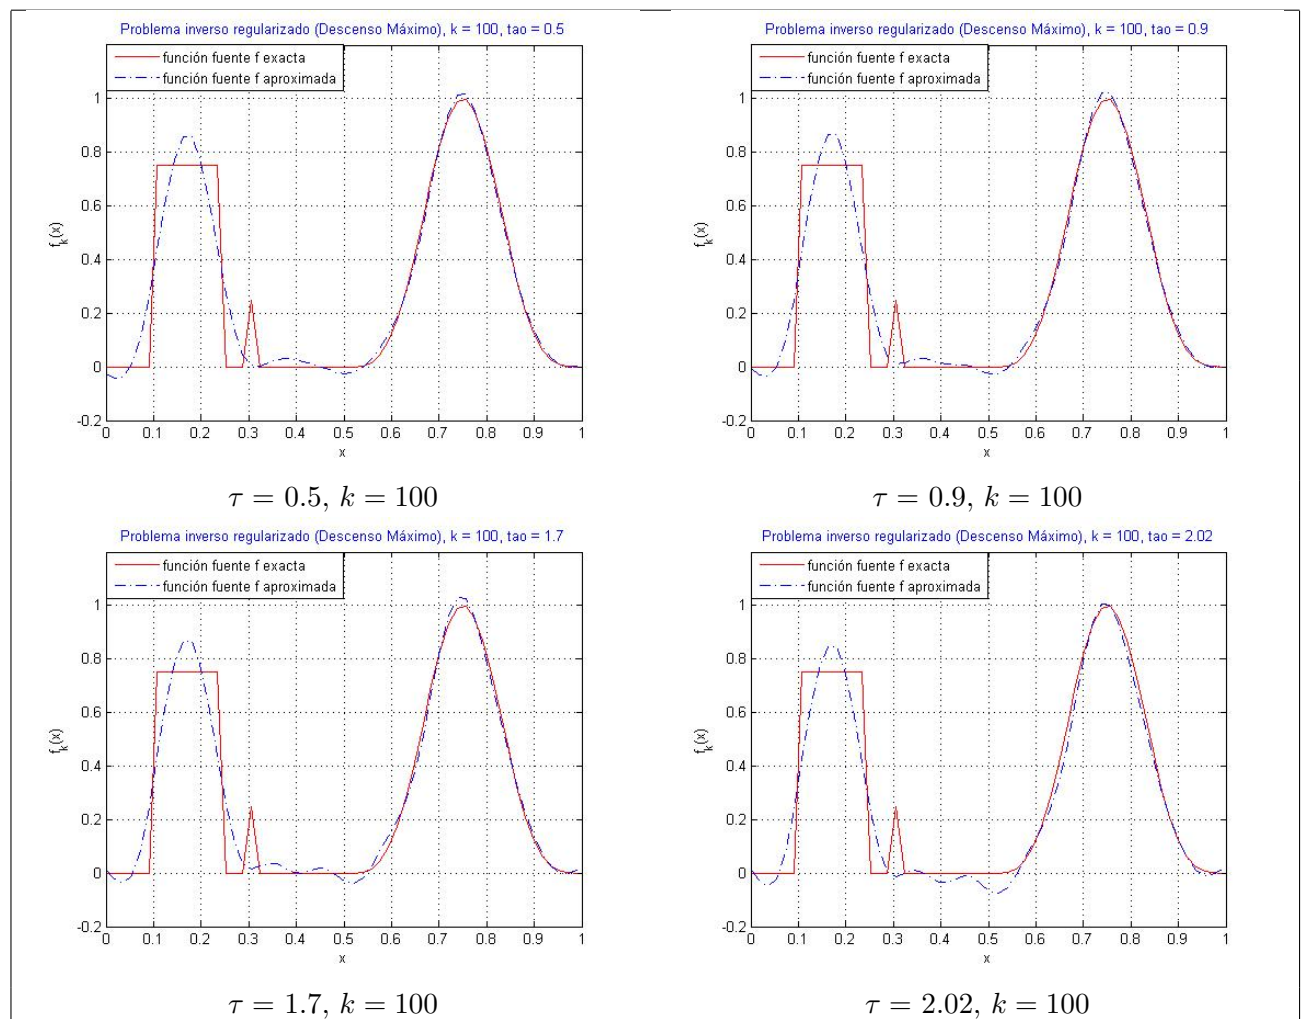 Problema inverso regularizado (Descenso Máximo), k = 100, tao = 0.5
función fuente f exacta
función fuente f aproximada
1
0.8
0.6
0.4
0.2
0
-0.2
f_k(x)
0 0.1 0.2 0.3 0.4 0.5 0.6 0.7 0.8 0.9 1
x
τ = 0.5, k = 100
Problema inverso regularizado (Descenso Máximo), k = 100, tao = 0.9
función fuente f exacta
función fuente f aproximada
1
0.8
0.6
0.4
0.2
0
-0.2
f_k(x)
0 0.1 0.2 0.3 0.4 0.5 0.6 0.7 0.8 0.9 1
x
τ = 0.9, k = 100
Problema inverso regularizado (Descenso Máximo), k = 100, tao = 1.7
función fuente f exacta
función fuente f aproximada
1
0.8
0.6
0.4
0.2
0
-0.2
f_k(x)
0 0.1 0.2 0.3 0.4 0.5 0.6 0.7 0.8 0.9 1
x
τ = 1.7, k = 100
Problema inverso regularizado (Descenso Máximo), k = 100, tao = 2.02
función fuente f exacta
función fuente f aproximada
1
0.8
0.6
0.4
0.2
0
-0.2
f_k(x)
0 0.1 0.2 0.3 0.4 0.5 0.6 0.7 0.8 0.9 1
x
τ = 2.02, k = 100